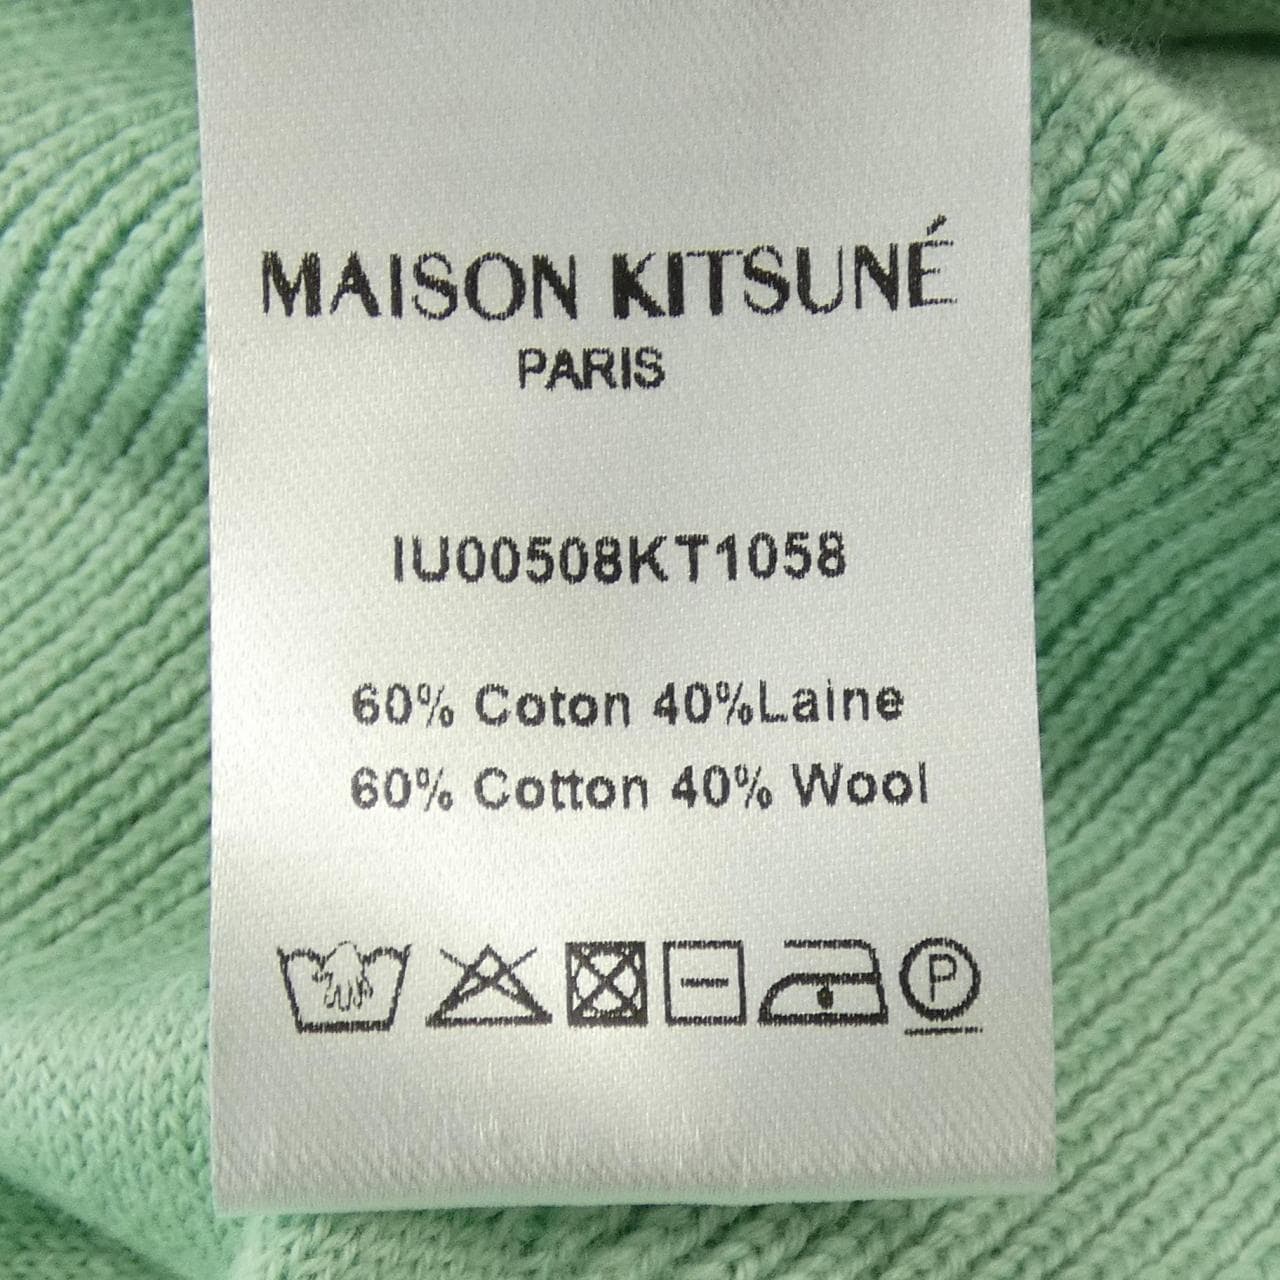 MAISON KITSUNÉ
PARIS
IU00508KT1058
60% Coton 40%Laine
60% Cotton 40% Wool
P